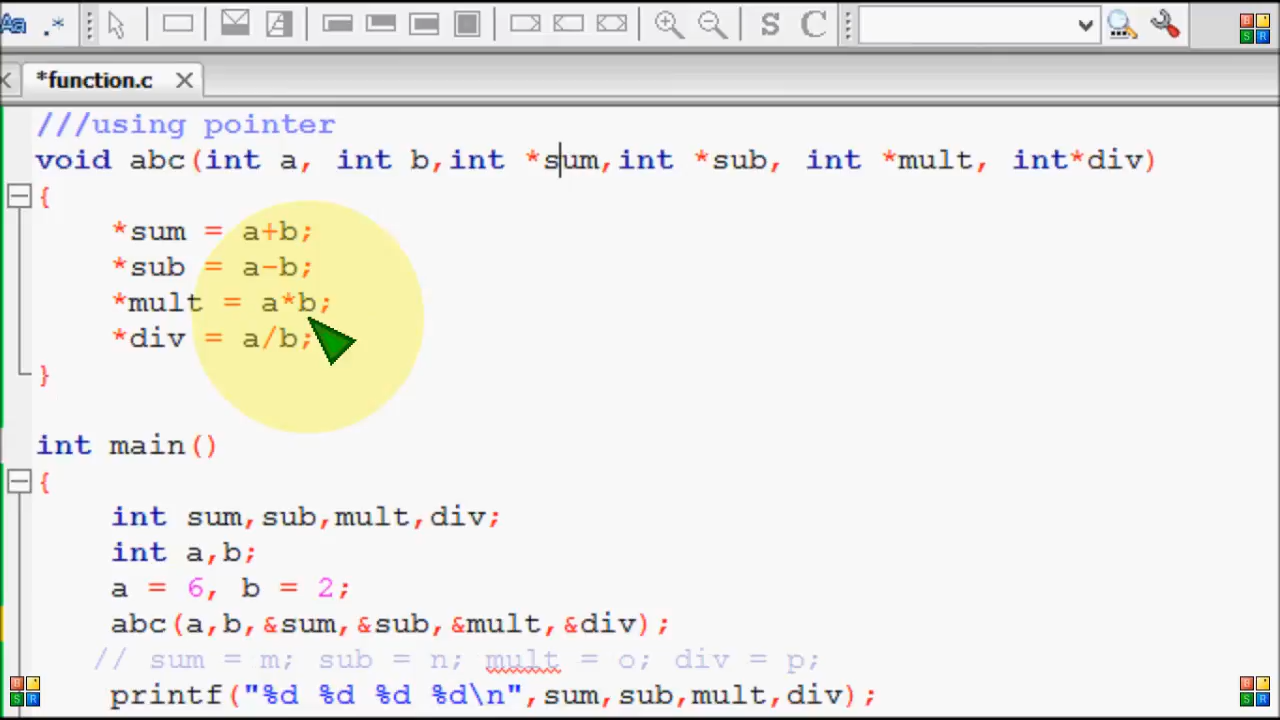 Aa .*
S C
*function.c
///using pointer
void abc(int a, int b,int *sum,int *sub, int *mult, int*div)
{
*sum = a+b;
*sub = a-b;
*mult = a*b;
*div = a/b;
}
int main()
{
int sum,sub,mult,div;
int a,b;
a = 6, b = 2;
abc(a,b,&sum,&sub,&mult,&div);
// sum = m; sub = n; mult = o; div = p;
printf("%d %d %d %d\n",sum,sub,mult,div);